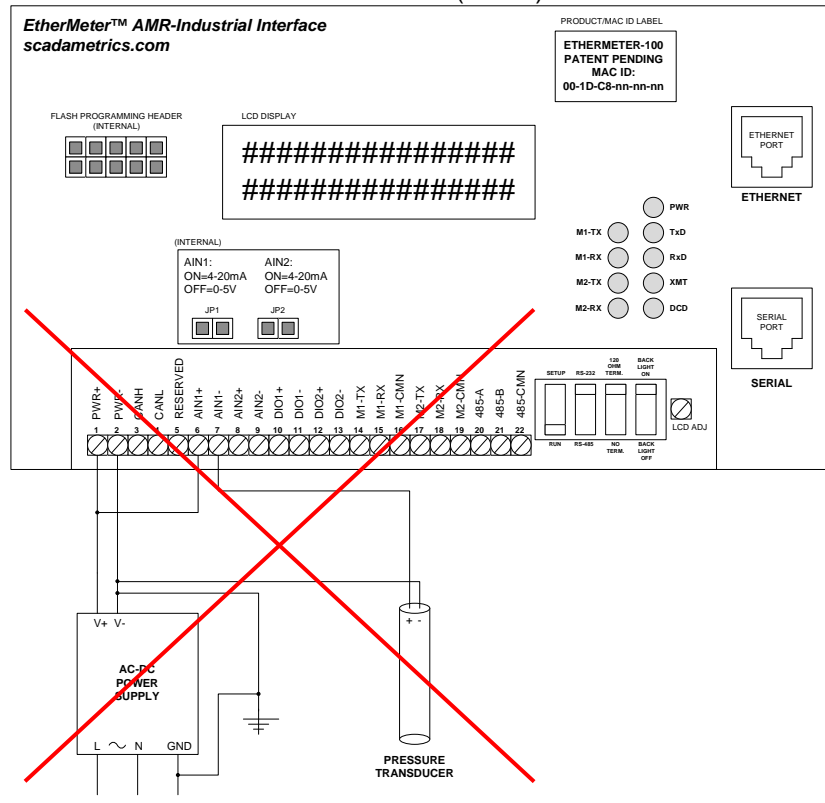 EtherMeter™ AMR-Industrial Interface
scadametrics.com
PRODUCT/MAC ID LABEL
ETHERMETER-100
PATENT PENDING
MAC ID:
00-1D-C8-nn-nn-nn
FLASH PROGRAMMING HEADER
(INTERNAL)
LCD DISPLAY
################
################
ETHERNET
PORT
ETHERNET
PWR
M1-TX
TxD
M1-RX
RxD
M2-TX
XMT
M2-RX
DCD
(INTERNAL)
AIN1:
ON=4-20mA
OFF=0-5V
AIN2:
ON=4-20mA
OFF=0-5V
JP1
JP2
SERIAL
PORT
SERIAL
PWR+
PWR-
CANH
CANL
RESERVED
AIN1+
AIN1-
AIN2+
AIN2-
DIO1+
DIO1-
DIO2+
DIO2-
M1-TX
M1-RX
M1-CMN
M2-TX
M2-RX
M2-CMN
485-A
485-B
485-CMN
1 2 3 4 5 6 7 8 9 10 11 12 13 14 15 16 17 18 19 20 21 22
SETUP
RS-232
120
OHM
TERM.
BACK
LIGHT
ON
RUN
RS-485
NO
TERM.
BACK
LIGHT
OFF
LCD ADJ
V+ V-
AC-DC
POWER
SUPPLY
L N GND
+ -
PRESSURE
TRANSDUCER